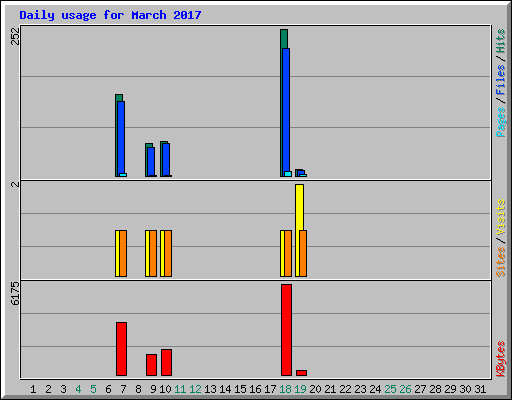 Daily usage for March 2017
252
2
6175
Pages / Files / Hits
Sites / Visits
KBytes
1 2 3 4 5 6 7 8 9 10 11 12 13 14 15 16 17 18 19 20 21 22 23 24 25 26 27 28 29 30 31